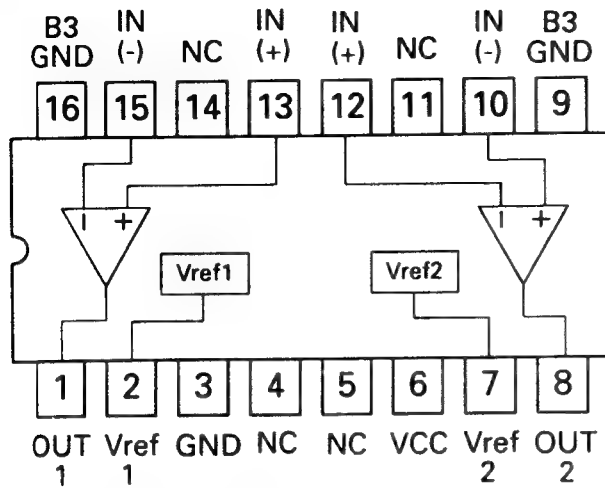 B3 GND
IN (-)
NC
IN (+)
IN (+)
NC
IN (-)
B3 GND
16 15 14 13 12 11 10 9
- +
- +
Vref1
Vref2
1 2 3 4 5 6 7 8
OUT 1
Vref 1
GND
NC
NC
VCC
Vref 2
OUT 2